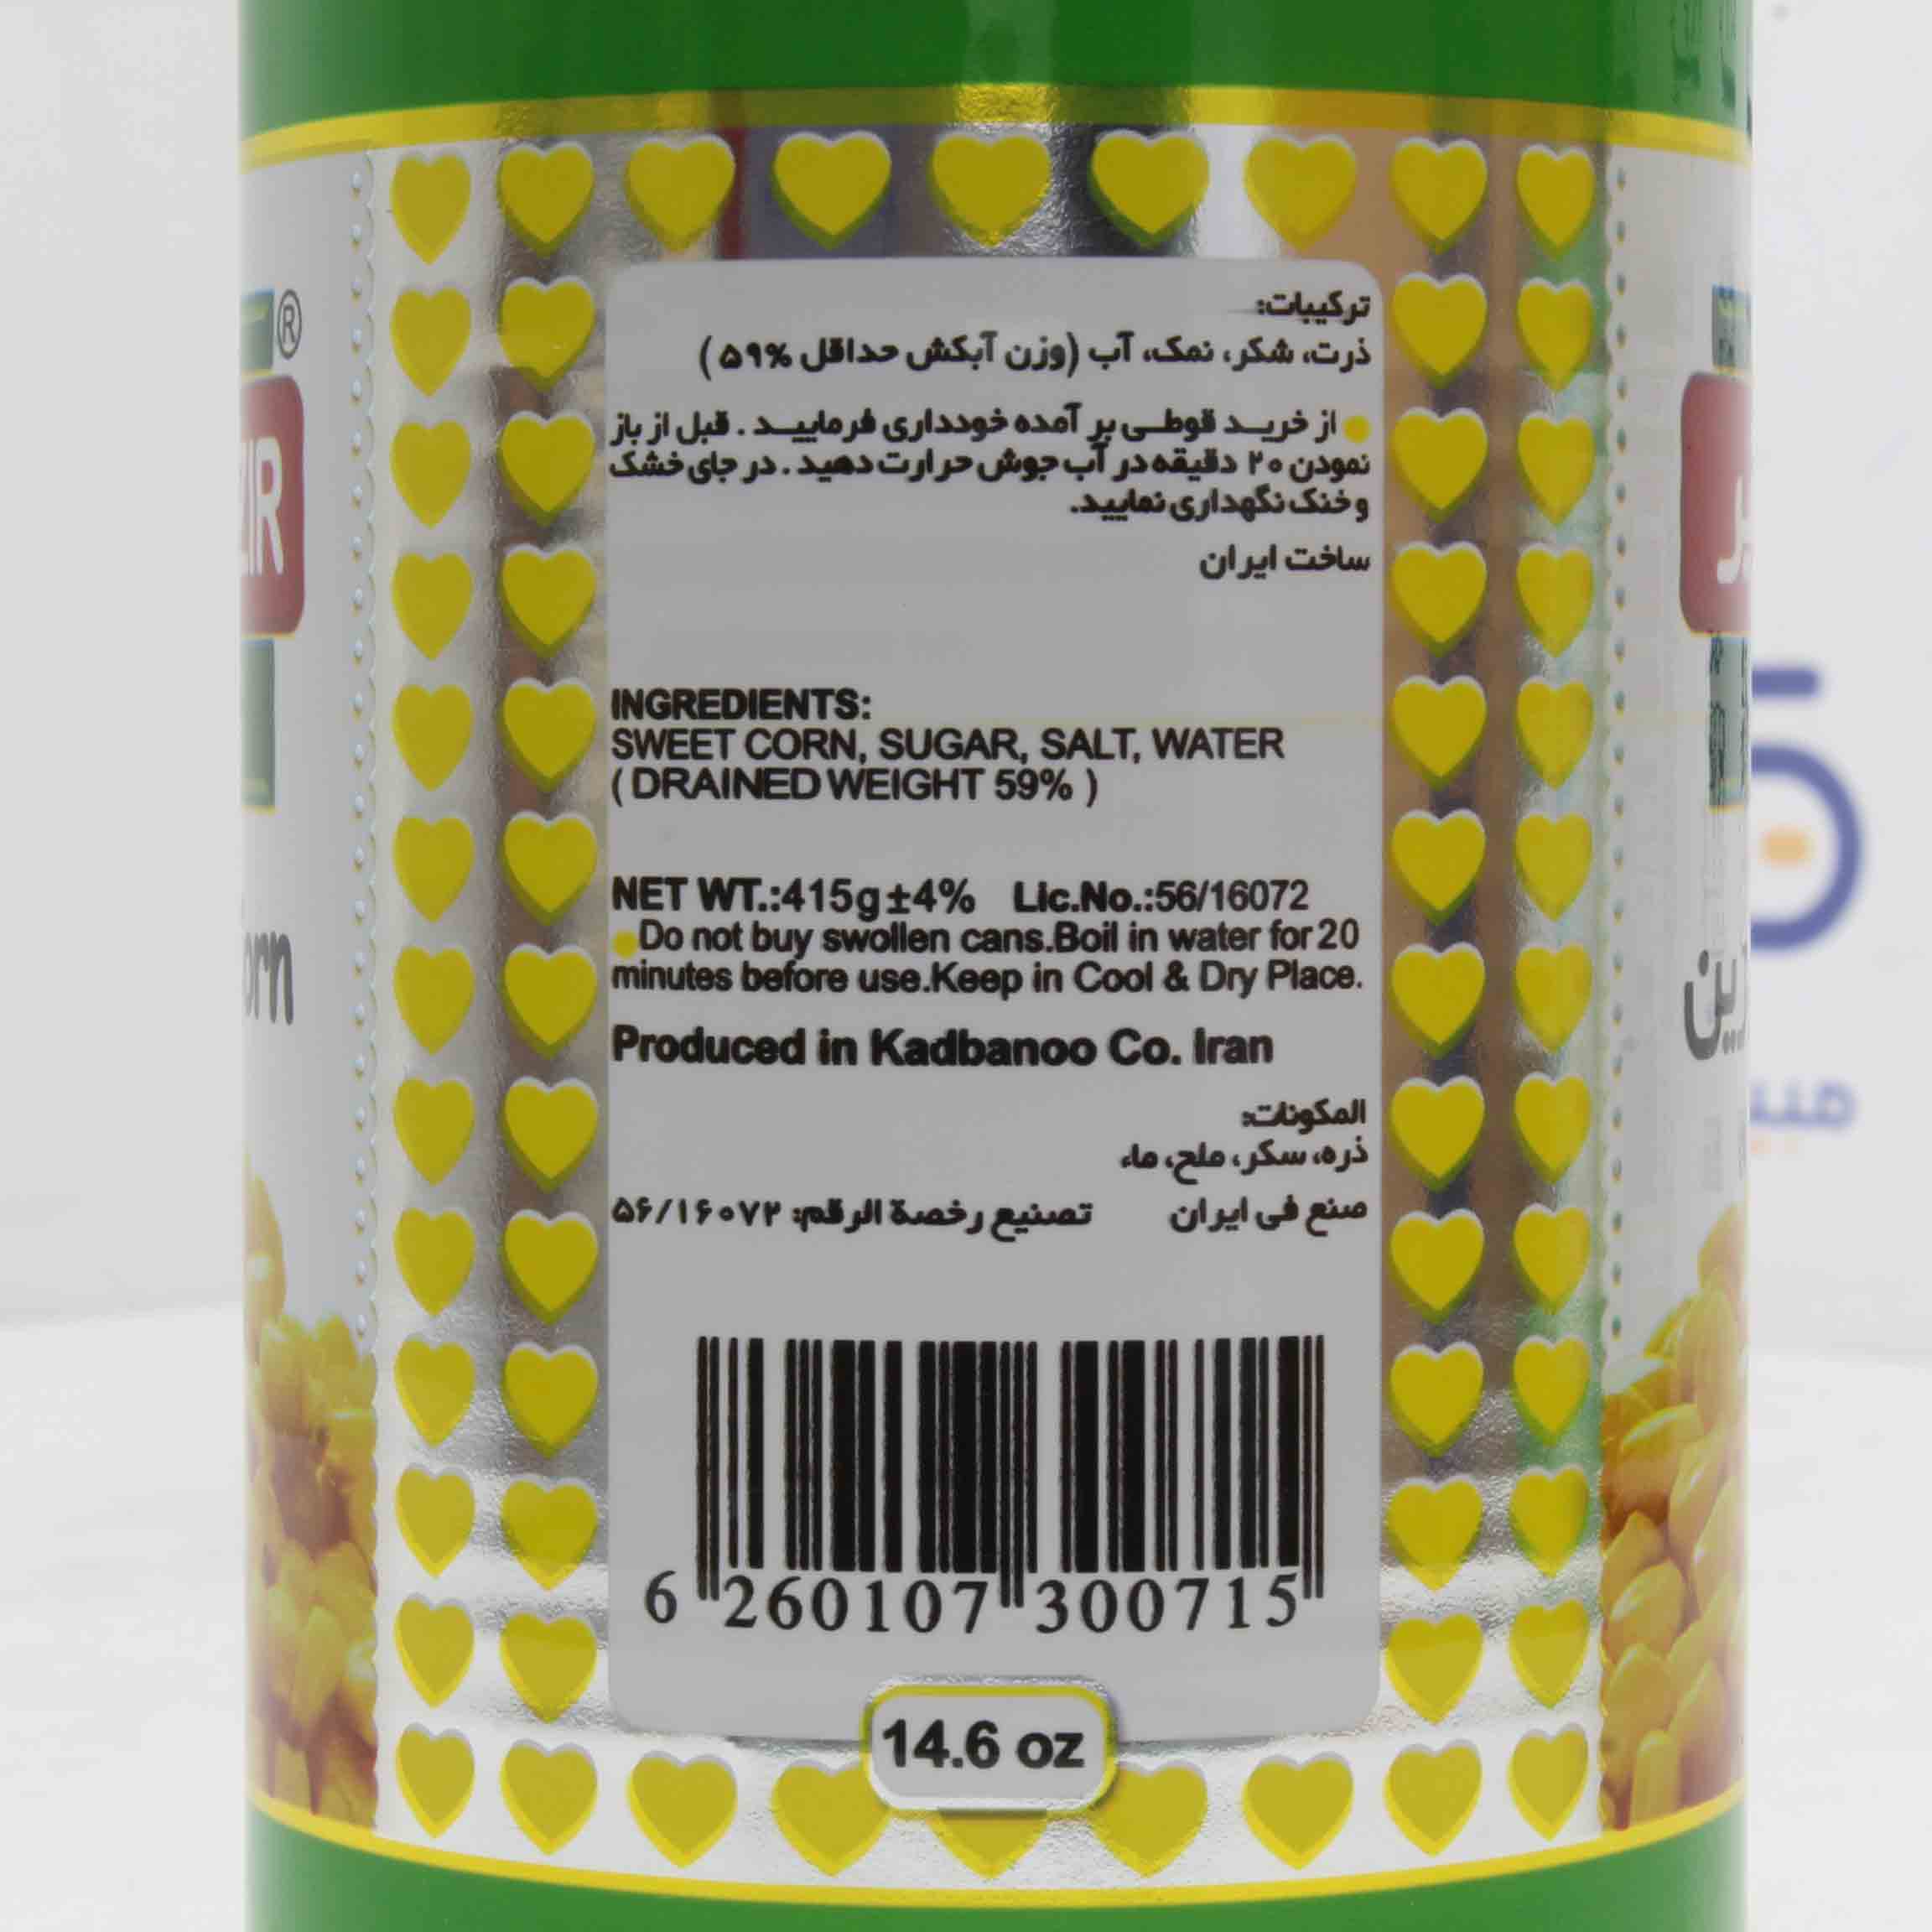 ترکیبات:
ذرت، شکر، نمک، آب (وزن آبکش حداقل ۵۹%)
از خرید قوطی بر آمده خودداری فرمایید. قبل از باز
نمودن ۲۰ دقیقه در آب جوش حرارت دهید. در جای خشک
و خنک نگهداری نمایید.
ساخت ایران
INGREDIENTS:
SWEET CORN, SUGAR, SALT, WATER
( DRAINED WEIGHT 59% )
NET WT.:415g±4% Lic.No.:56/16072
Do not buy swollen cans.Boil in water for 20
minutes before use.Keep in Cool & Dry Place.
Produced in Kadbanoo Co. Iran
المکونات:
ذره، سکر، ملح، ماء
صنع فی ایران تصنیع رخصة الرقم: ۵۶/۱۶۰۷۲
6 260107 300715
14.6 oz